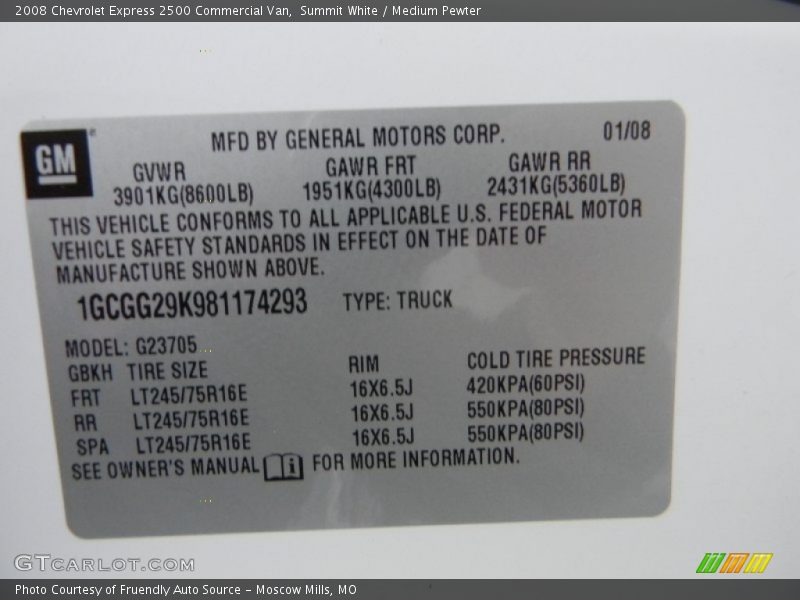 2008 Chevrolet Express 2500 Commercial Van,  Summit White / Medium Pewter
GM
MFD BY GENERAL MOTORS CORP. 01/08
GVWR GAWR FRT GAWR RR
3901KG(8600LB) 1951KG(4300LB) 2431KG(5360LB)
THIS VEHICLE CONFORMS TO ALL APPLICABLE U.S. FEDERAL MOTOR
VEHICLE SAFETY STANDARDS IN EFFECT ON THE DATE OF
MANUFACTURE SHOWN ABOVE.
1GCGG29K981174293 TYPE: TRUCK
MODEL: G23705
GBKH TIRE SIZE RIM COLD TIRE PRESSURE
FRT LT245/75R16E 16X6.5J 420KPA(60PSI)
RR LT245/75R16E 16X6.5J 550KPA(80PSI)
SPA LT245/75R16E 16X6.5J 550KPA(80PSI)
SEE OWNER'S MANUAL i FOR MORE INFORMATION.
GTCARLOT.COM
Photo Courtesy of Fruendly Auto Source - Moscow Mills, MO